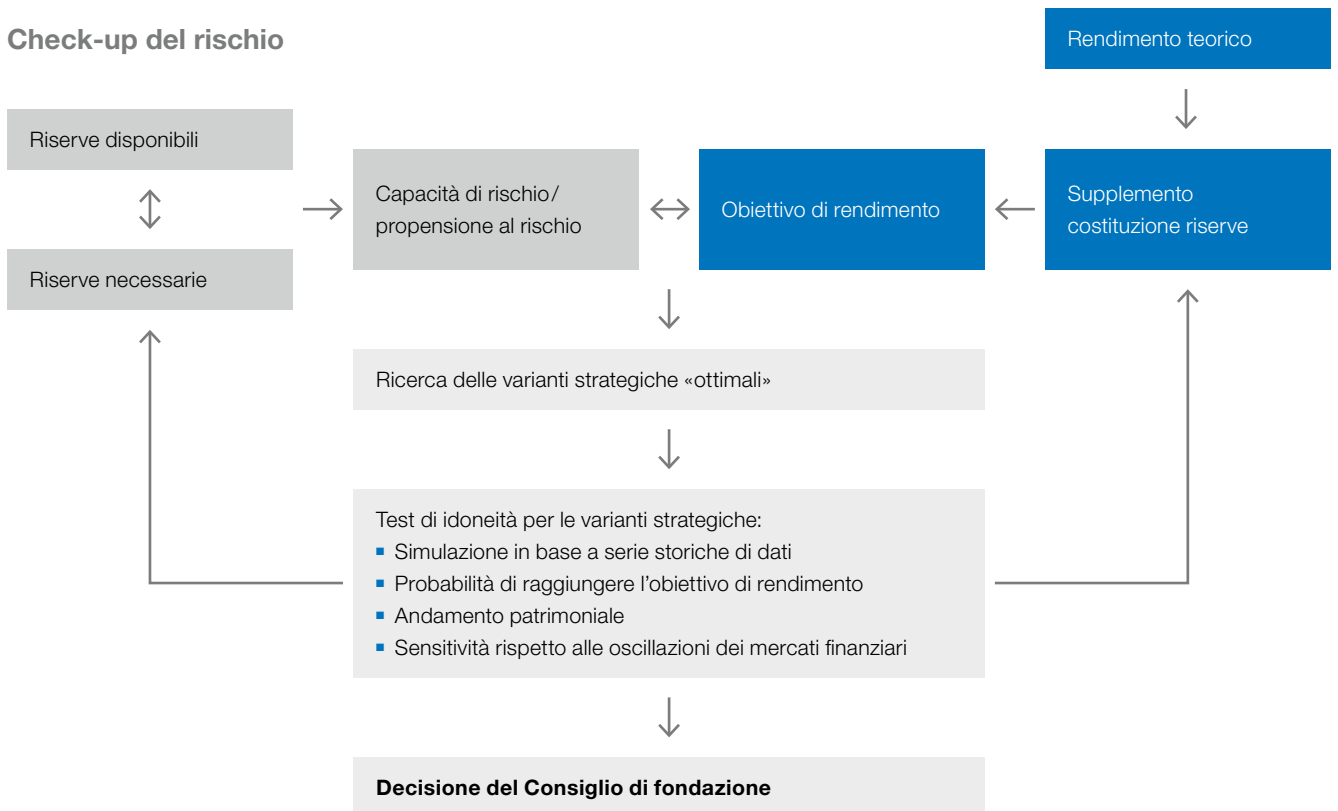 Check-up del rischio
Rendimento teorico
Riserve disponibili
Capacità di rischio/
propensione al rischio
Obiettivo di rendimento
Supplemento
costituzione riserve
Riserve necessarie
Ricerca delle varianti strategiche «ottimali»
Test di idoneità per le varianti strategiche:
▪ Simulazione in base a serie storiche di dati
▪ Probabilità di raggiungere l’obiettivo di rendimento
▪ Andamento patrimoniale
▪ Sensitività rispetto alle oscillazioni dei mercati finanziari
Decisione del Consiglio di fondazione